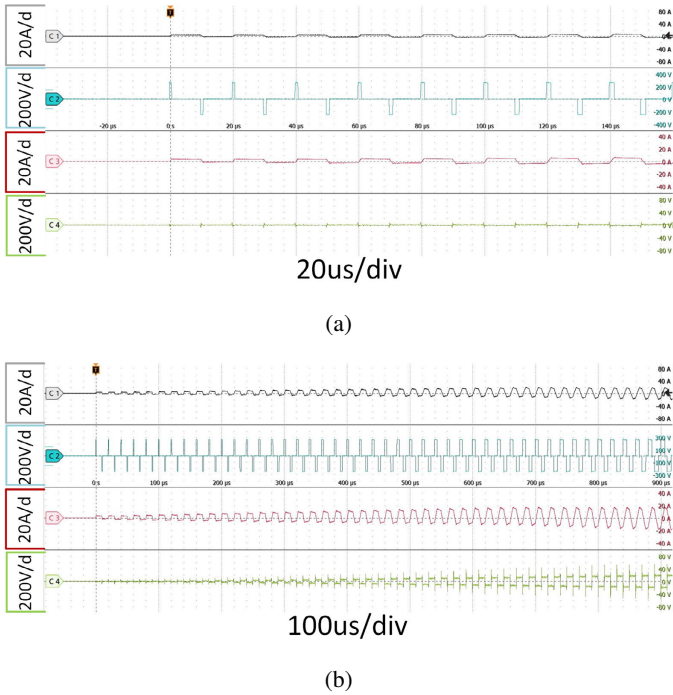 20A/d
C 1
T
80 A
40 A
0 A
-40 A
-80 A
200V/d
C 2
400 V
200 V
0 V
-200 V
-400 V
-20 µs
0 s
20 µs
40 µs
60 µs
80 µs
100 µs
120 µs
140 µs
20A/d
C 3
40 A
20 A
0 A
-20 A
-40 A
200V/d
C 4
80 V
40 V
0 V
-40 V
-80 V
20us/div
(a)
20A/d
C 1
T
80 A
40 A
-40 A
-80 A
200V/d
C 2
300 V
100 V
-100 V
-300 V
0 s
100 µs
200 µs
300 µs
400 µs
500 µs
600 µs
700 µs
800 µs
900 µs
20A/d
C 3
40 A
20 A
0 A
-20 A
-40 A
200V/d
C 4
80 V
40 V
0 V
-40 V
-80 V
100us/div
(b)